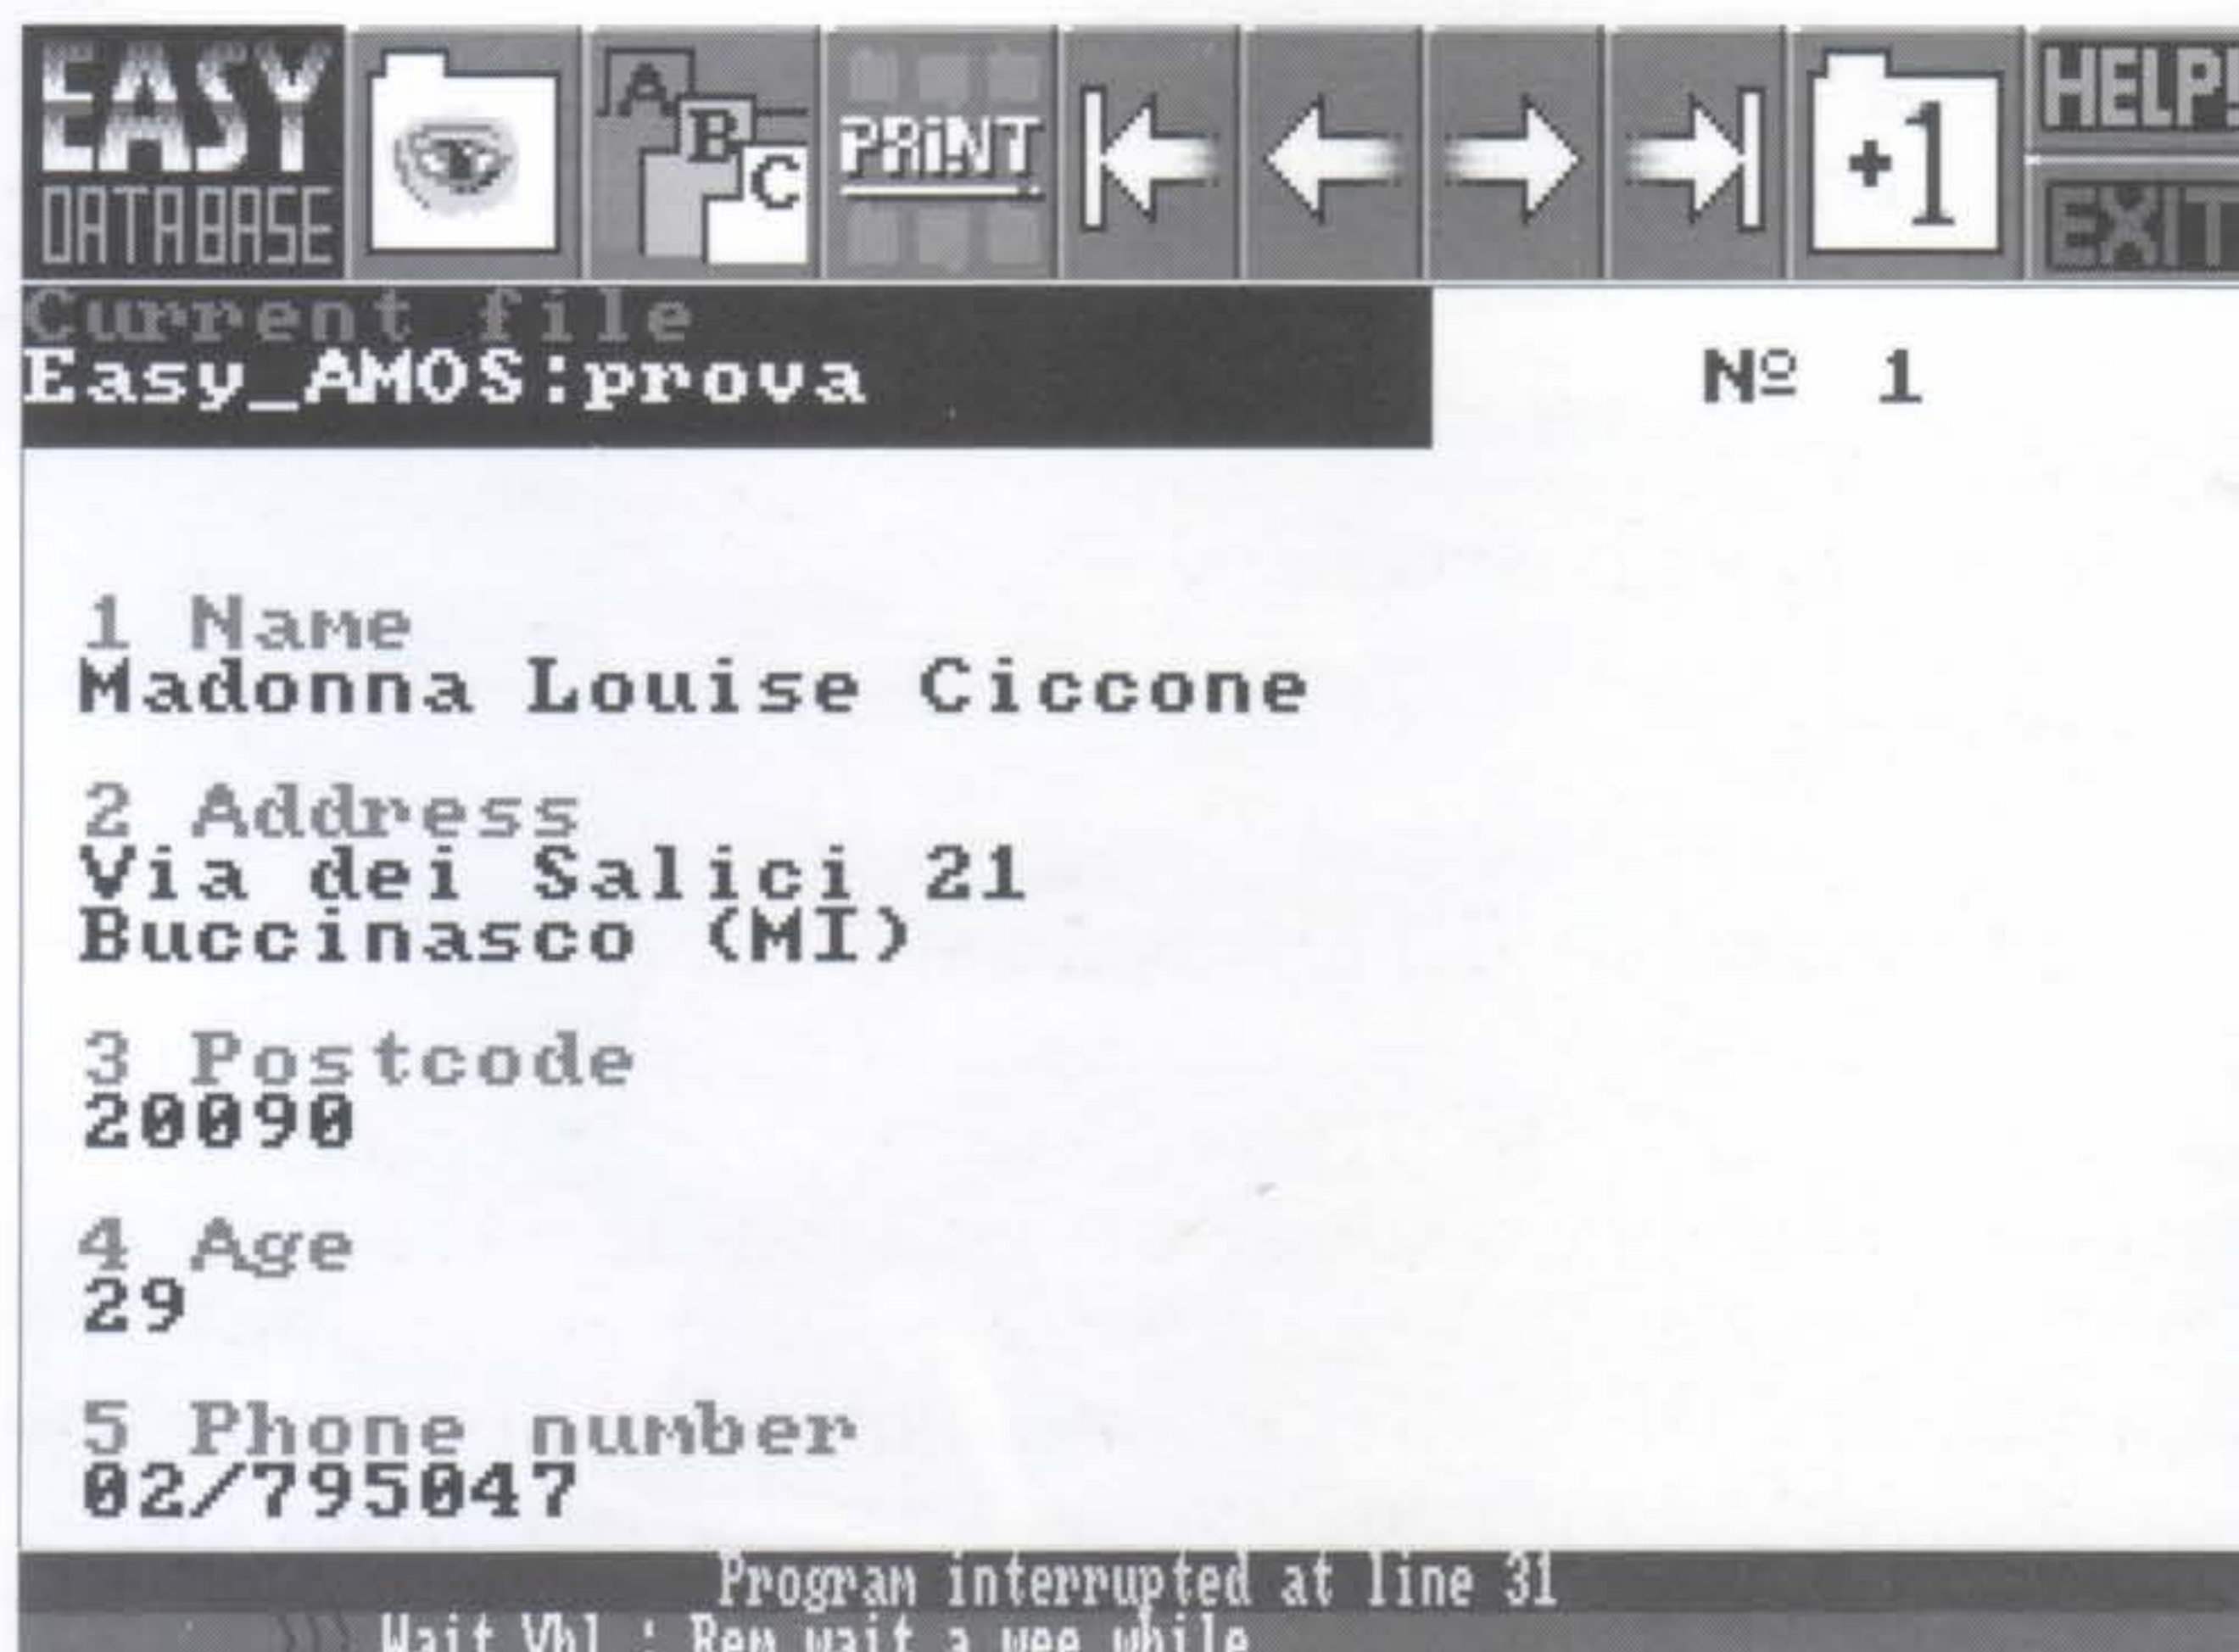 EASY
DATABASE
A
B
C
PRINT
+1
HELP!
EXIT
Current file
Easy_AMOS:prova
Nº 1
1 Name
Madonna Louise Ciccone
2 Address
Via dei Salici 21
Buccinasco (MI)
3 Postcode
20090
4 Age
29
5 Phone number
02/795047
Program interrupted at line 31
Wait Vbl : Rem wait a wee while